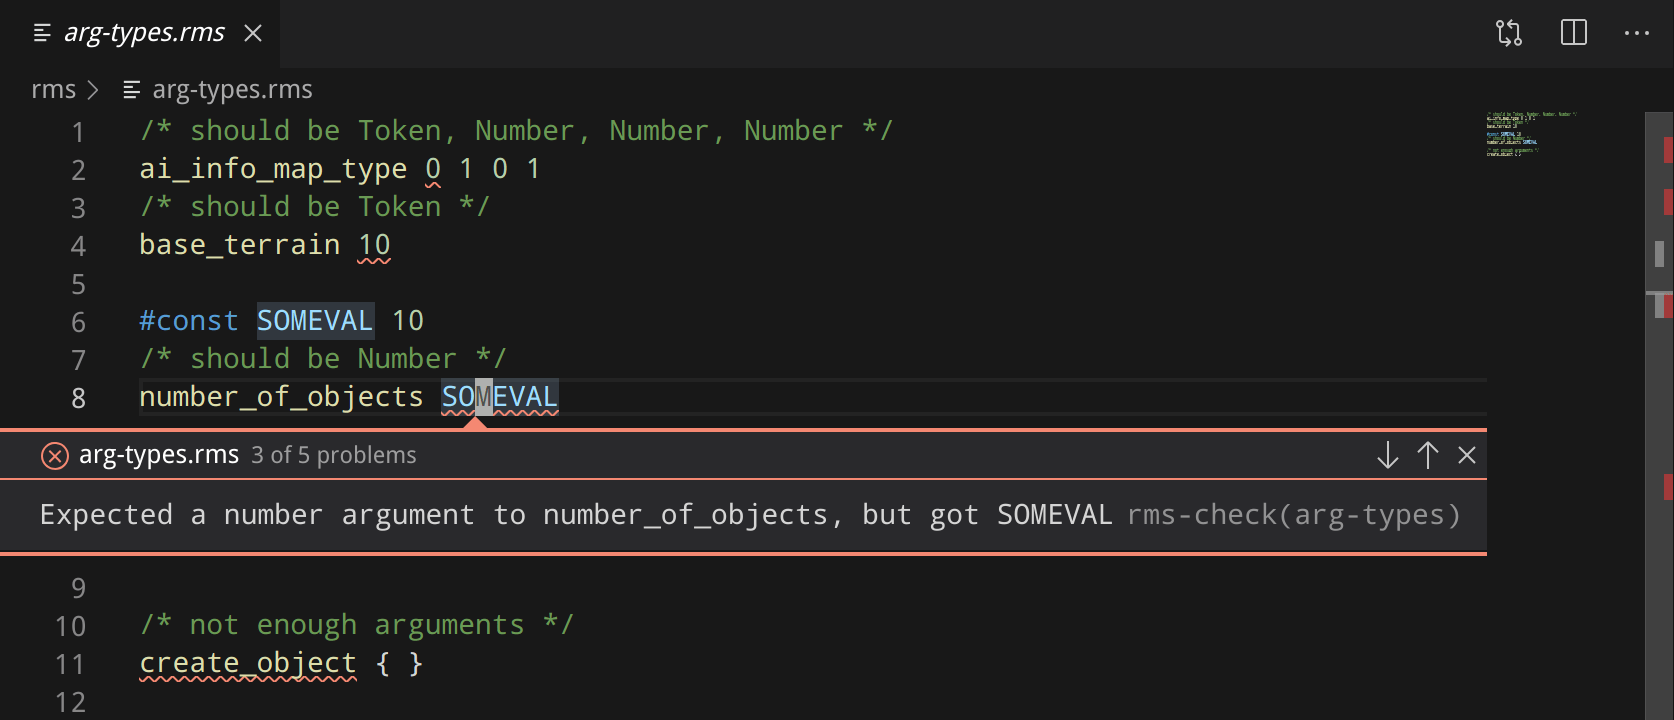 arg-types.rms
rms > arg-types.rms
1 /* should be Token, Number, Number, Number */
2 ai_info_map_type 0 1 0 1
3 /* should be Token */
4 base_terrain 10
5
6 #const SOMEVAL 10
7 /* should be Number */
8 number_of_objects SOMEVAL
arg-types.rms 3 of 5 problems
Expected a number argument to number_of_objects, but got SOMEVAL rms-check(arg-types)
9
10 /* not enough arguments */
11 create_object { }
12